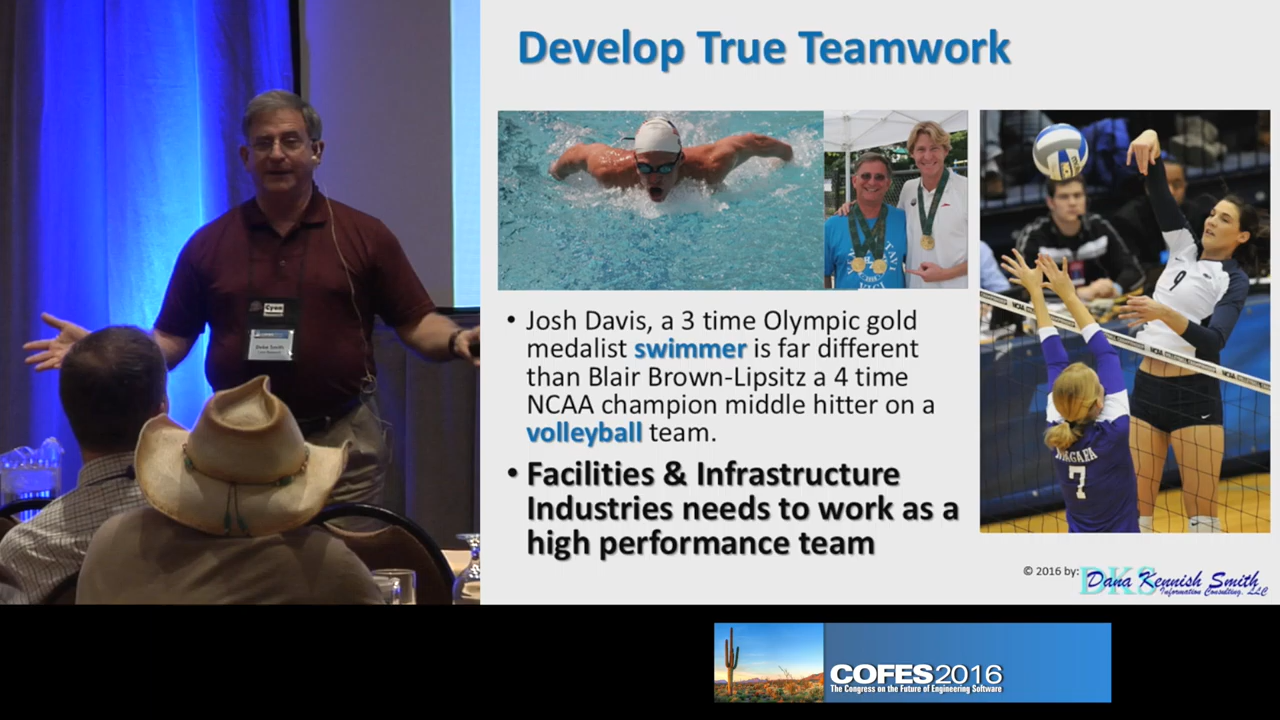 Develop True Teamwork
• Josh Davis, a 3 time Olympic gold
medalist swimmer is far different
than Blair Brown-Lipsitz a 4 time
NCAA champion middle hitter on a
volleyball team.
• Facilities & Infrastructure
Industries needs to work as a
high performance team
9
7
© 2016 by:
DKS
Dana Kennish Smith
Information Consulting, LLC
COFES2016
The Congress on the Future of Engineering Software